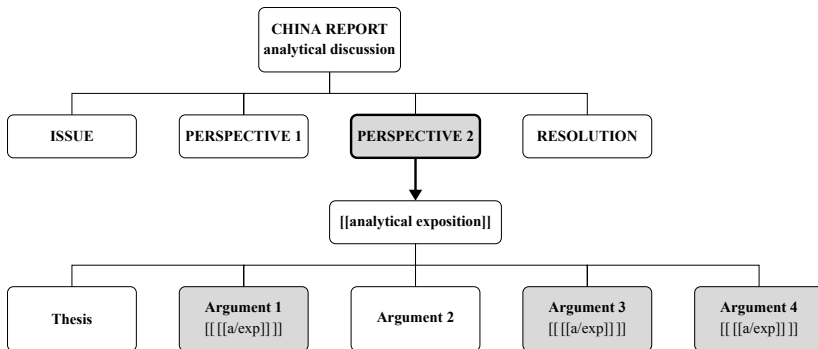 CHINA REPORT
analytical discussion
ISSUE
PERSPECTIVE 1
PERSPECTIVE 2
RESOLUTION
[[analytical exposition]]
Thesis
Argument 1
[[ [[a/exp]] ]]
Argument 2
Argument 3
[[ [[a/exp]] ]]
Argument 4
[[ [[a/exp]] ]]